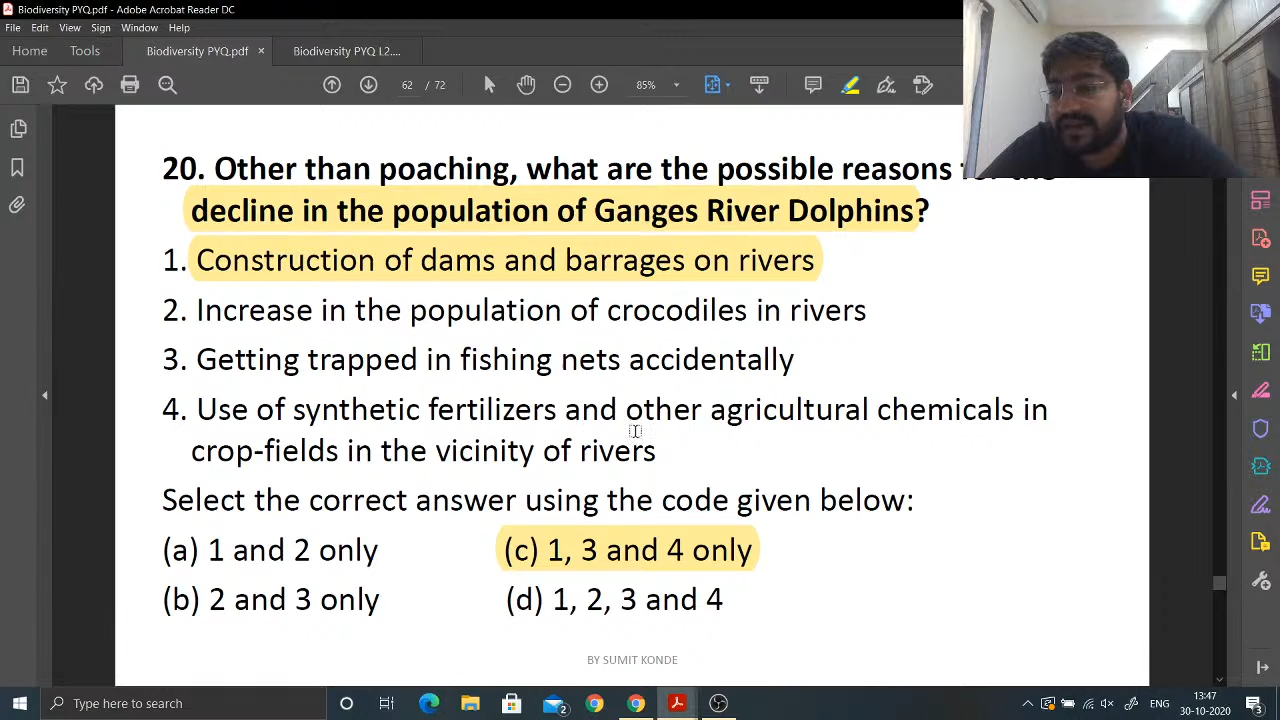 Biodiversity PYQ.pdf - Adobe Acrobat Reader DC
File Edit View Sign Window Help
Home Tools Biodiversity PYQ.pdf × Biodiversity PYQ L2....
62 / 72 85%
20. Other than poaching, what are the possible reasons
decline in the population of Ganges River Dolphins?
1. Construction of dams and barrages on rivers
2. Increase in the population of crocodiles in rivers
3. Getting trapped in fishing nets accidentally
4. Use of synthetic fertilizers and other agricultural chemicals in
crop-fields in the vicinity of rivers
Select the correct answer using the code given below:
(a) 1 and 2 only (c) 1, 3 and 4 only
(b) 2 and 3 only (d) 1, 2, 3 and 4
BY SUMIT KONDE
Type here to search 2 ENG 13:47
30-10-2020 3